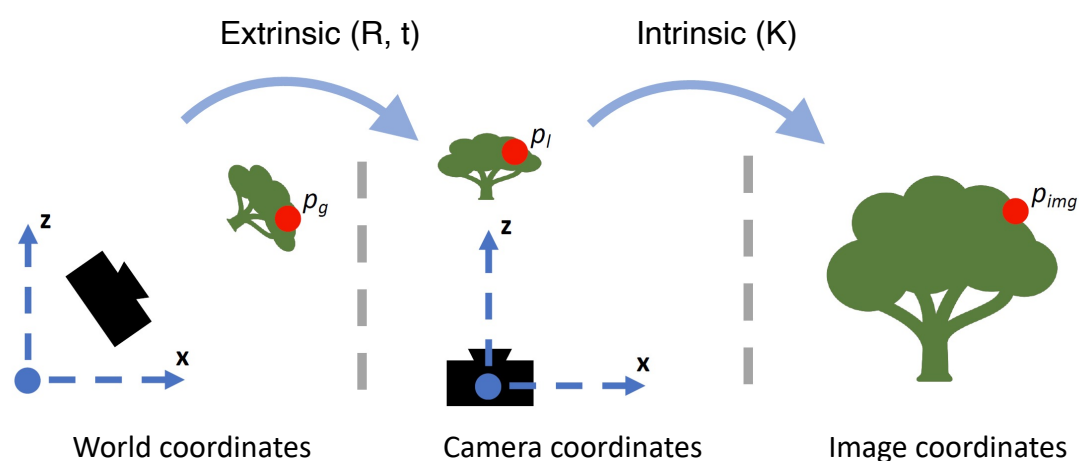 Extrinsic (R, t)
Intrinsic (K)
p_l
p_g
p_img
z
z
x
x
World coordinates
Camera coordinates
Image coordinates